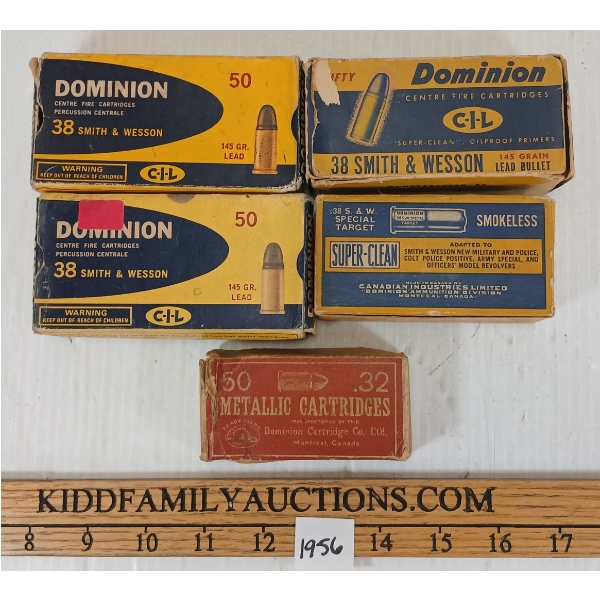 DOMINION
50
CENTRE FIRE CARTRIDGES
PERCUSSION CENTRALE
38 SMITH & WESSON
145 GR.
LEAD
WARNING
KEEP OUT OF REACH OF CHILDREN
C-I-L
FIFTY
Dominion
CENTRE FIRE CARTRIDGES
C-I-L
"SUPER-CLEAN" OILPROOF PRIMERS
38 SMITH & WESSON
145 GRAIN
LEAD BULLET
DOMINION
50
CENTRE FIRE CARTRIDGES
PERCUSSION CENTRALE
38 SMITH & WESSON
145 GR.
LEAD
WARNING
KEEP OUT OF REACH OF CHILDREN
C-I-L
.38 S. & W.
SPECIAL
TARGET
DOMINION
SMOKELESS
SUPER-CLEAN
ADAPTED TO
SMITH & WESSON NEW MILITARY AND POLICE,
COLT POLICE POSITIVE, ARMY SPECIAL, AND
OFFICERS' MODEL REVOLVERS
CANADIAN INDUSTRIES LIMITED
DOMINION AMMUNITION DIVISION
MONTREAL, CANADA
50 .32
METALLIC CARTRIDGES
MANUFACTURED BY THE
Dominion Cartridge Co. Ltd,
Montreal, Canada
KIDDFAMILYAUCTIONS.COM
8 9 10 11 12 14 15 16 17
1956